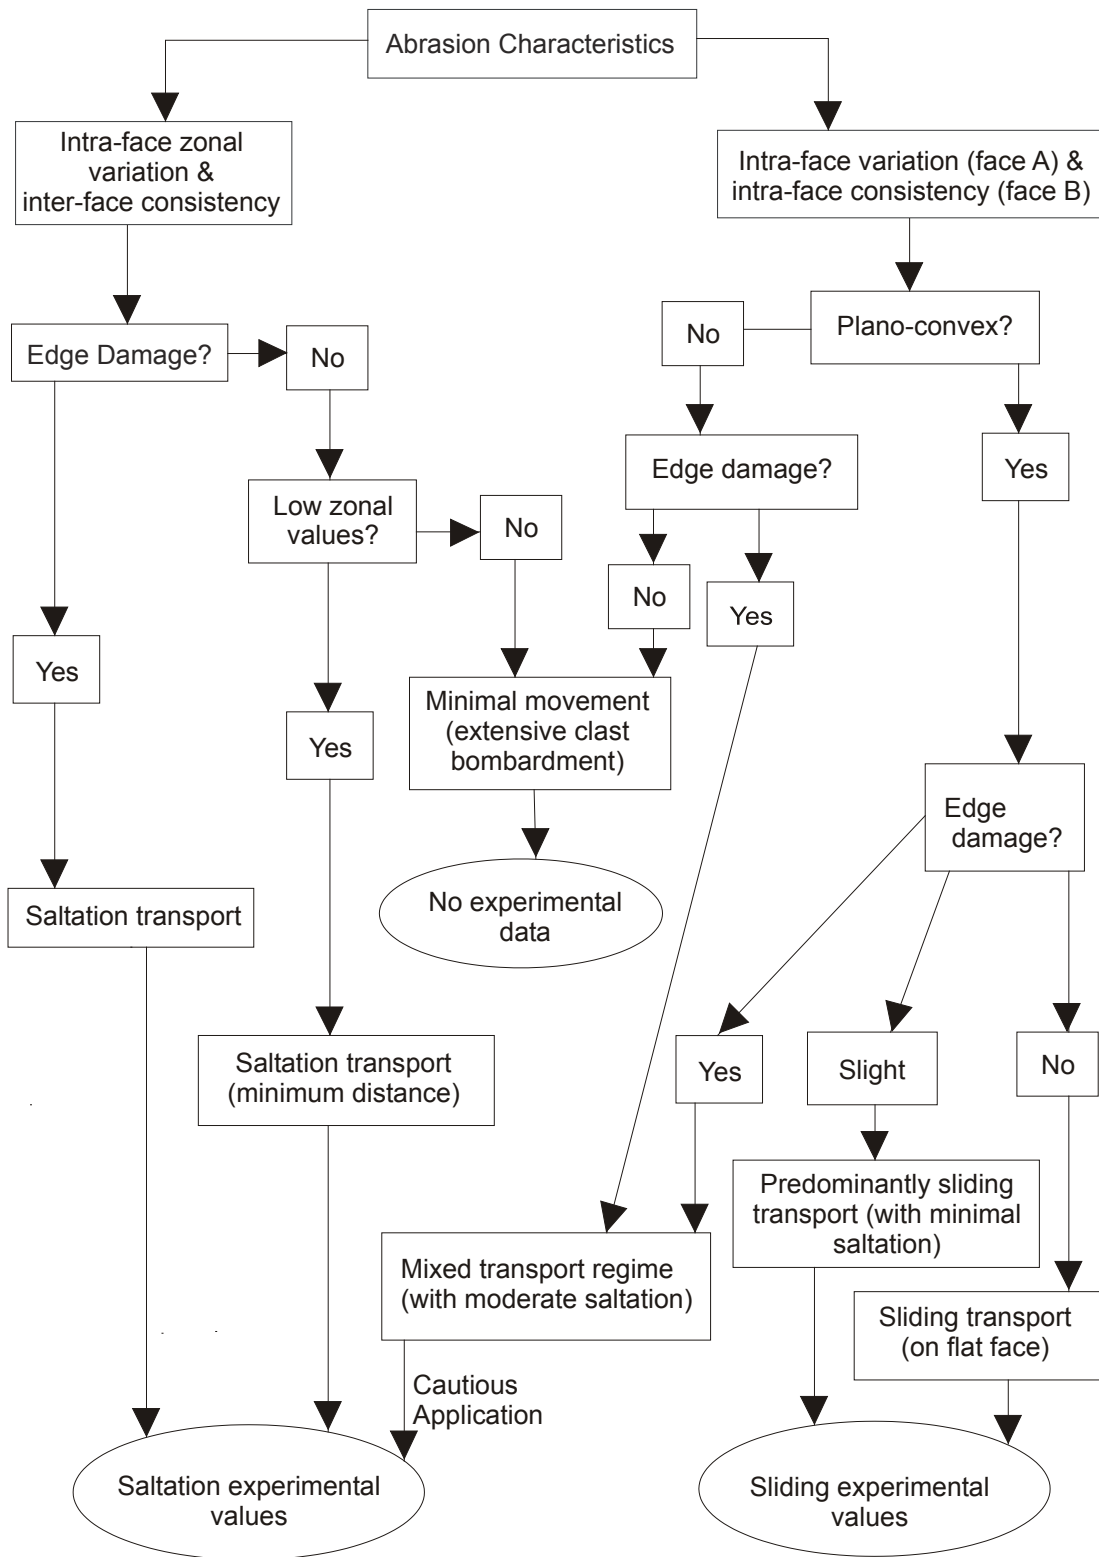 Abrasion Characteristics
Intra-face zonal
variation &
inter-face consistency
Intra-face variation (face A) &
intra-face consistency (face B)
Edge Damage?
No
No
Plano-convex?
Low zonal
values?
No
Edge damage?
Yes
No
Yes
Yes
Yes
Minimal movement
(extensive clast
bombardment)
Edge
damage?
No experimental
data
Saltation transport
Saltation transport
(minimum distance)
Yes
Slight
No
Predominantly sliding
transport (with minimal
saltation)
Mixed transport regime
(with moderate saltation)
Sliding transport
(on flat face)
Cautious
Application
Saltation experimental
values
Sliding experimental
values